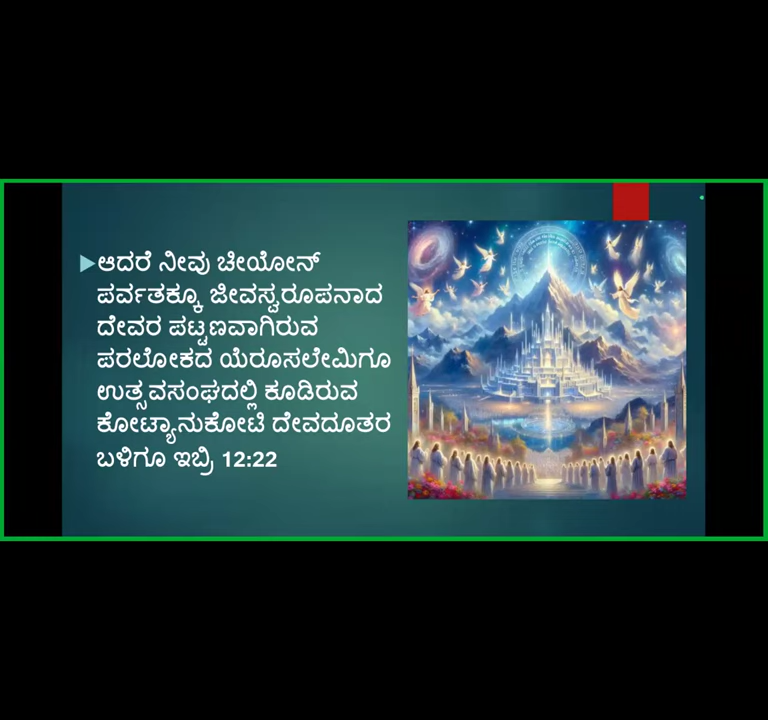 ಆದರೆ ನೀವು ಚೀಯೋನ್
ಪರ್ವತಕ್ಕೂ ಜೀವಸ್ವರೂಪನಾದ
ದೇವರ ಪಟ್ಟಣವಾಗಿರುವ
ಪರಲೋಕದ ಯೆರೂಸಲೇಮಿಗೂ
ಉತ್ಸವಸಂಘದಲ್ಲಿ ಕೂಡಿರುವ
ಕೋಟ್ಯಾನುಕೋಟಿ ದೇವದೂತರ
ಬಳಿಗೂ ಇಬ್ರಿ 12:22